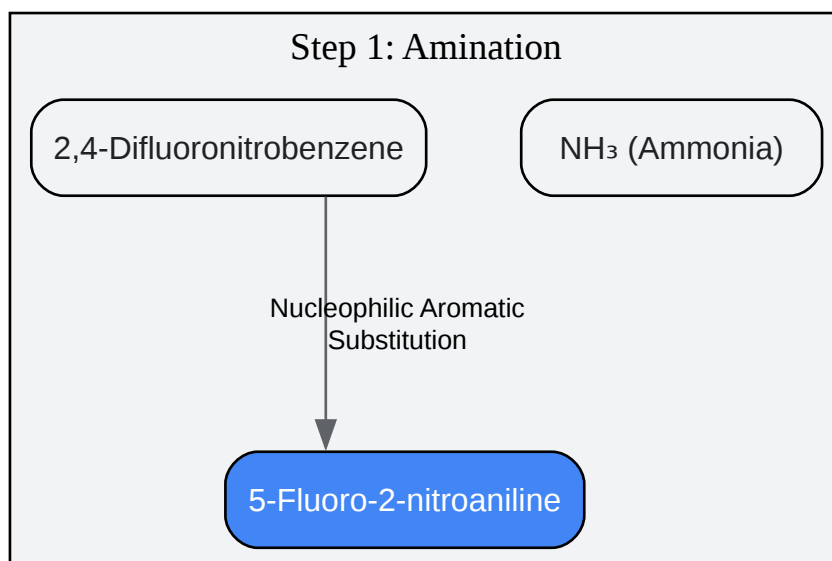 Step 1: Amination
2,4-Difluoronitrobenzene
NH₃ (Ammonia)
Nucleophilic Aromatic
Substitution
5-Fluoro-2-nitroaniline